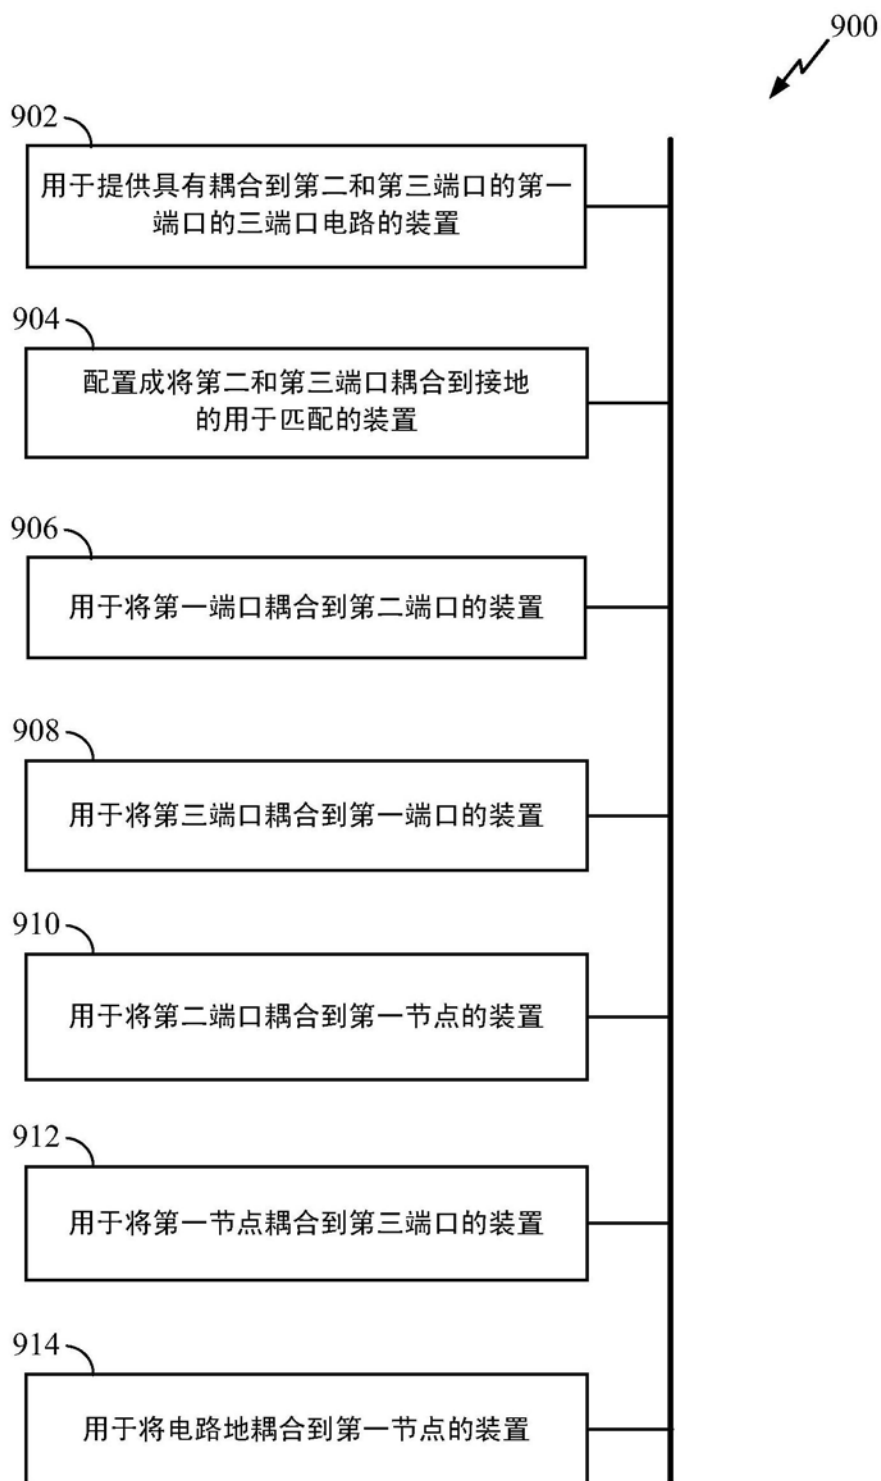 900
902
用于提供具有耦合到第二和第三端口的第一
端口的三端口电路的装置
904
配置成将第二和第三端口耦合到接地
的用于匹配的装置
906
用于将第一端口耦合到第二端口的装置
908
用于将第三端口耦合到第一端口的装置
910
用于将第二端口耦合到第一节点的装置
912
用于将第一节点耦合到第三端口的装置
914
用于将电路地耦合到第一节点的装置